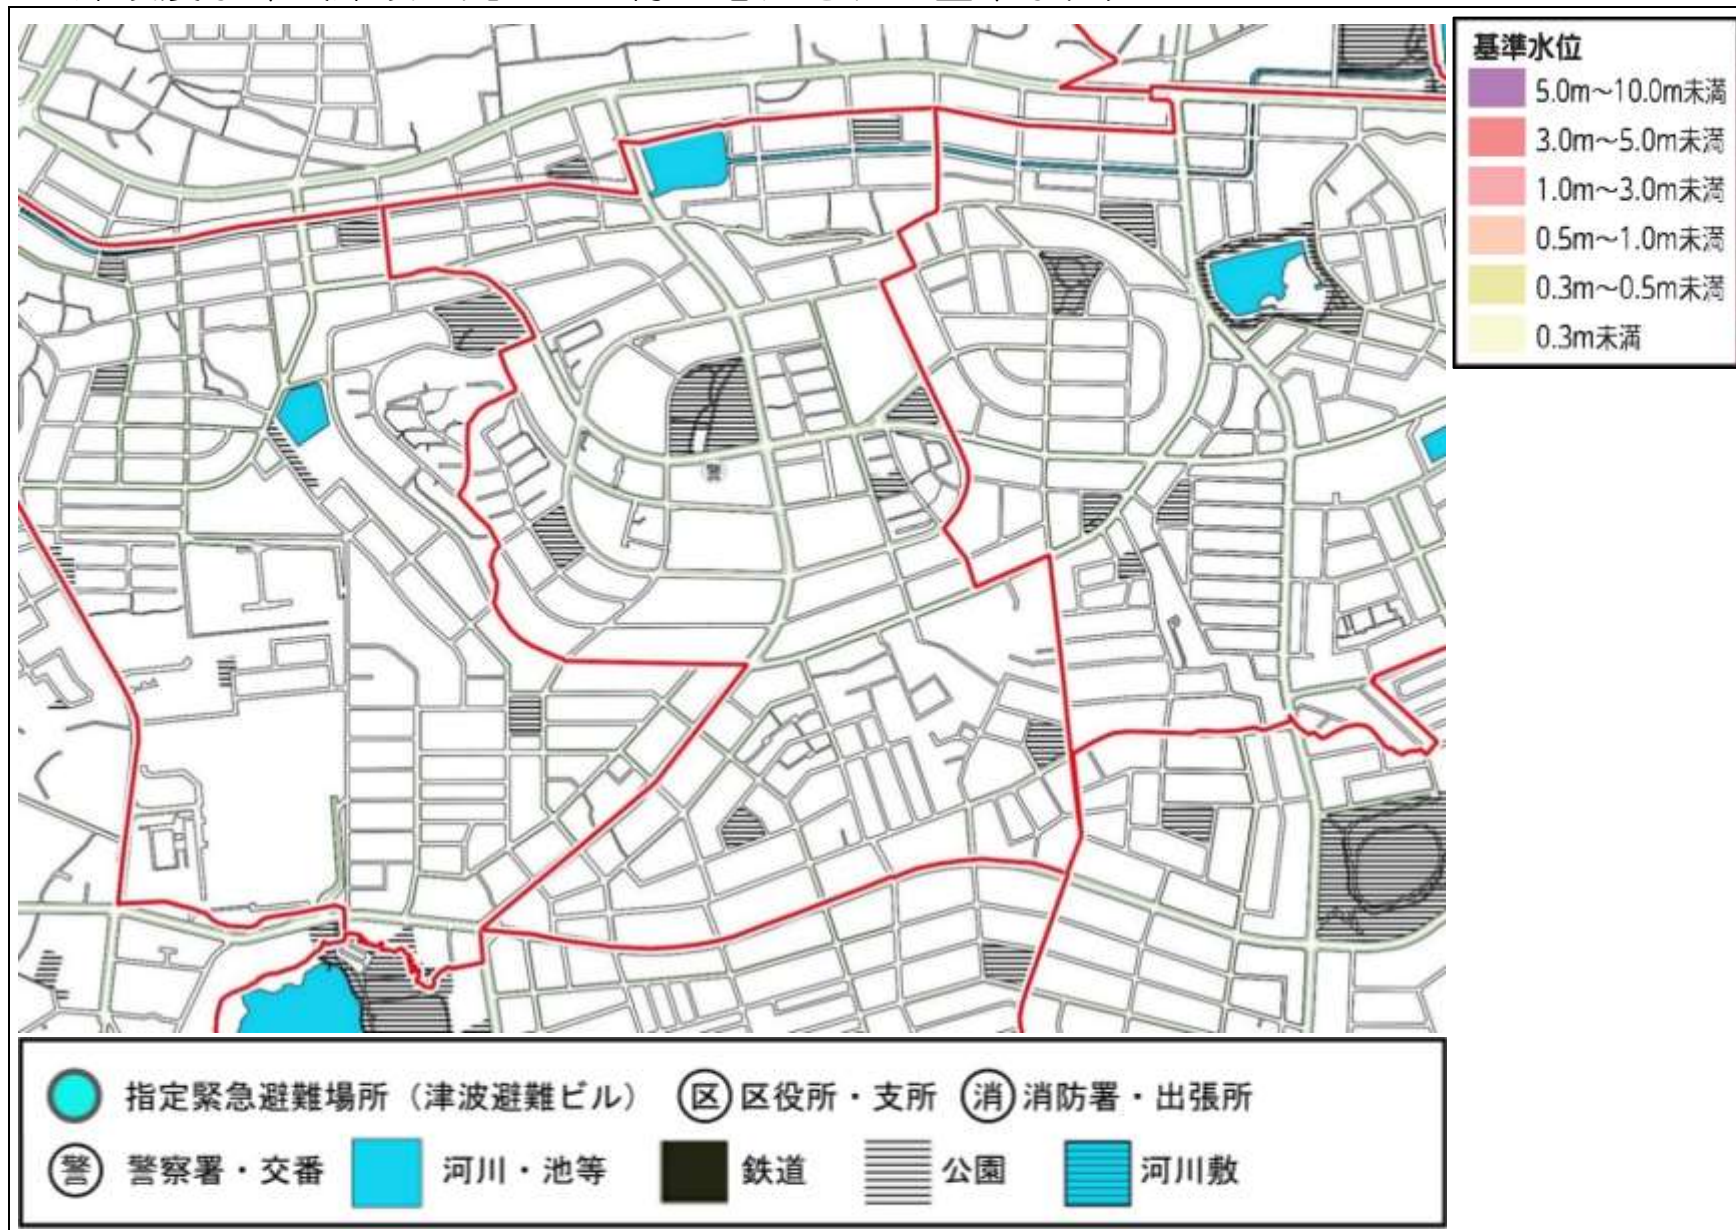 基準水位
5.0m～10.0m未満
3.0m～5.0m未満
1.0m～3.0m未満
0.5m～1.0m未満
0.3m～0.5m未満
0.3m未満
警
指定緊急避難場所（津波避難ビル）
区 区役所・支所
消 消防署・出張所
警 警察署・交番
河川・池等
鉄道
公園
河川敷